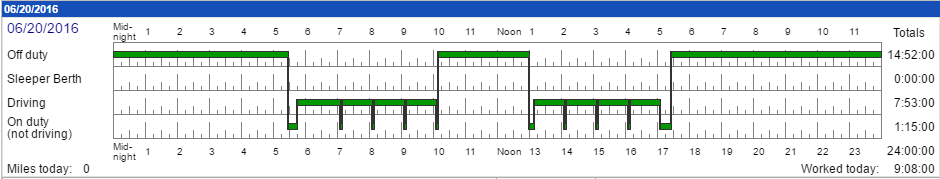 06/20/2016
06/20/2016 Mid-night 1 2 3 4 5 6 7 8 9 10 11 Noon 1 2 3 4 5 6 7 8 9 10 11 Totals
Off duty 14:52:00
Sleeper Berth 0:00:00
Driving 7:53:00
On duty (not driving) 1:15:00
Mid-night 1 2 3 4 5 6 7 8 9 10 11 Noon 13 14 15 16 17 18 19 20 21 22 23 24:00:00
Miles today: 0 Worked today: 9:08:00